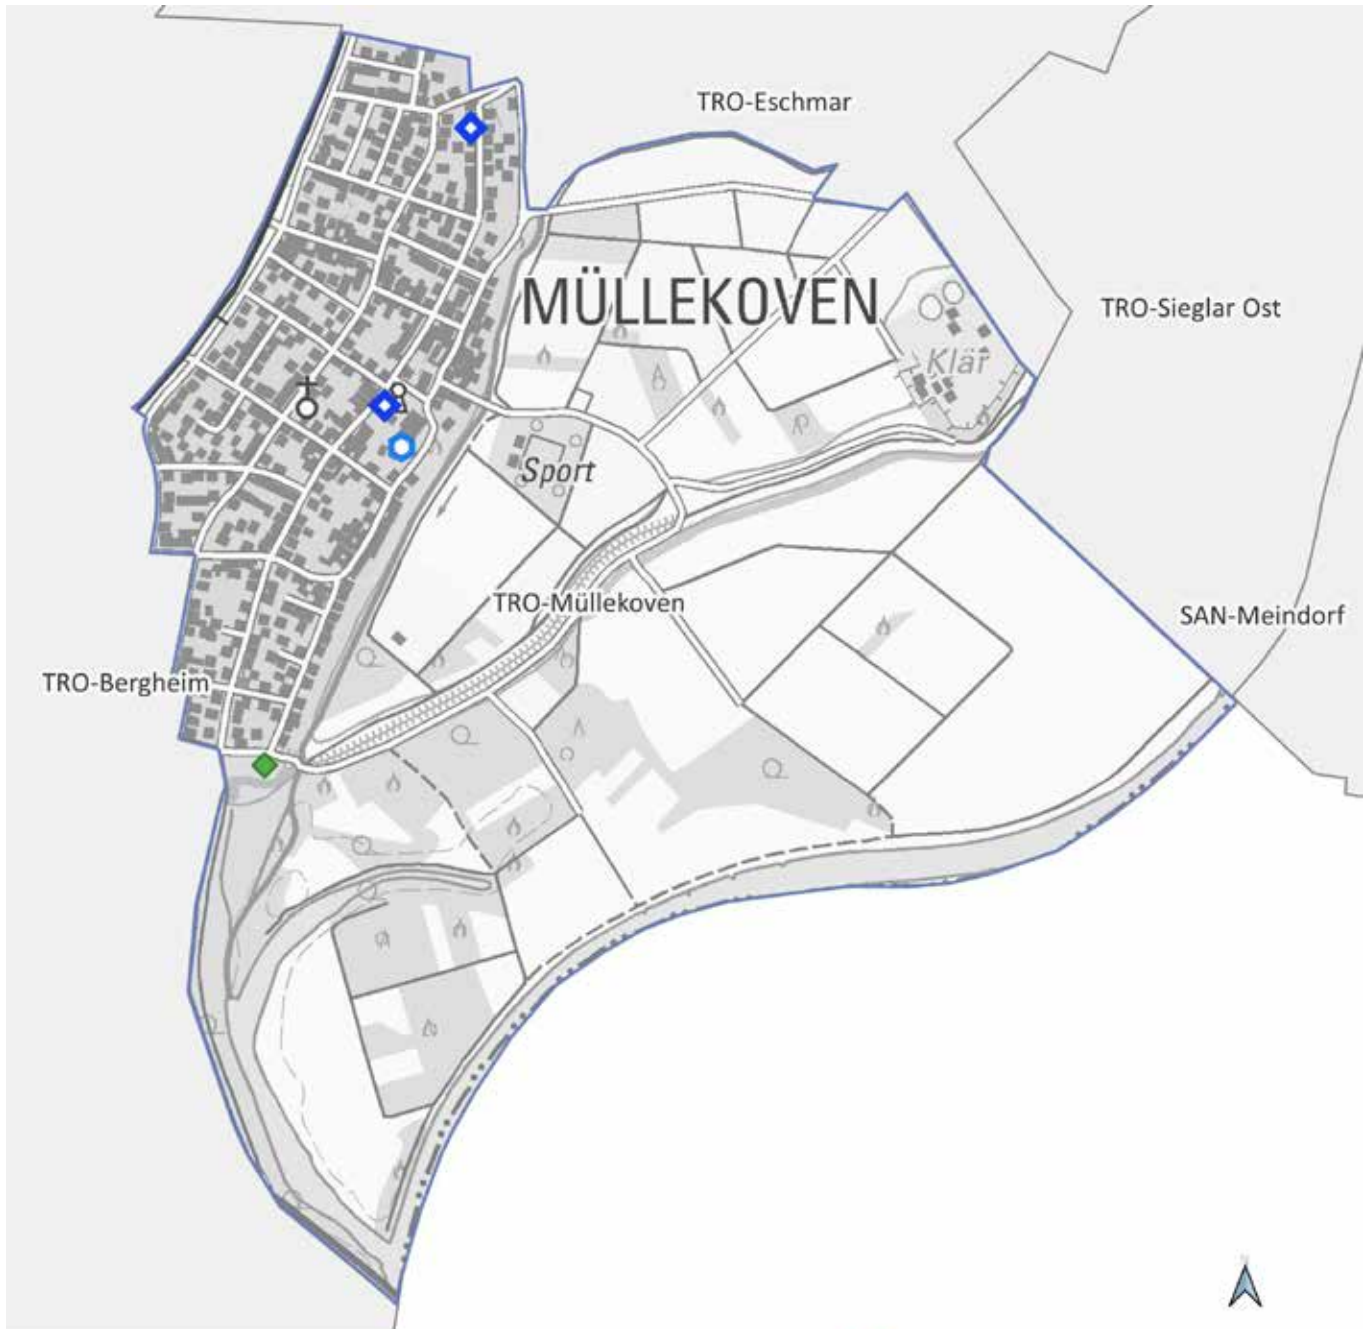 TRO-Eschmar
MÜLLEKOVEN
TRO-Sieglar Ost
Klär
Sport
TRO-Müllekoven
SAN-Meindorf
TRO-Bergheim
N